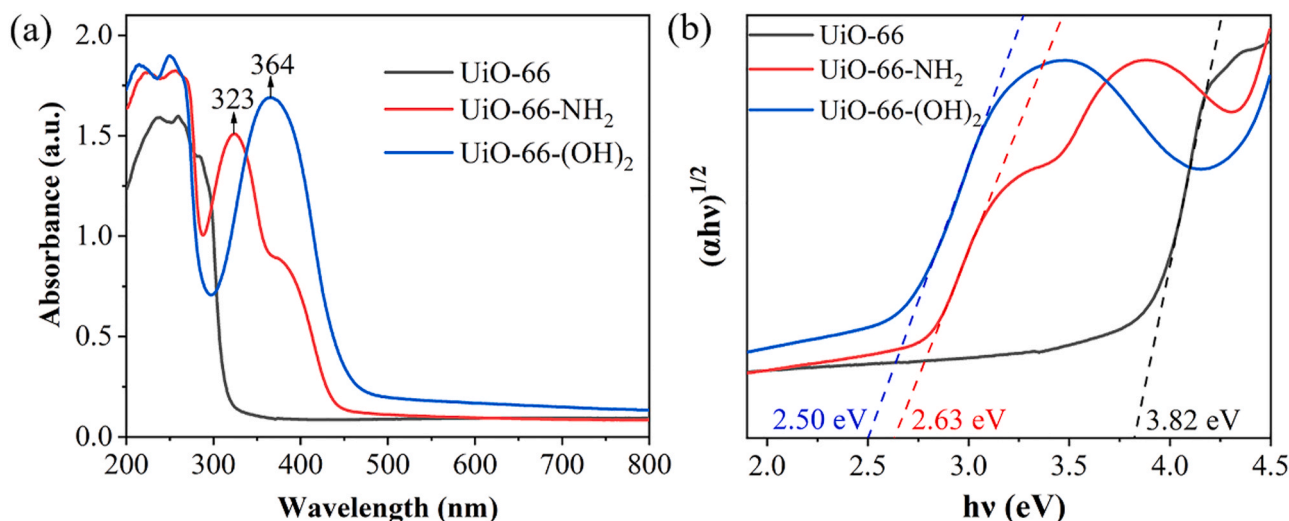 (a)
2.0
1.5
1.0
0.5
0.0
Absorbance (a.u.)
323
364
UiO-66
UiO-66-NH₂
UiO-66-(OH)₂
200
300
400
500
600
700
800
Wavelength (nm)
(b)
(αhν)¹/²
UiO-66
UiO-66-NH₂
UiO-66-(OH)₂
2.50 eV
2.63 eV
3.82 eV
2.0
2.5
3.0
3.5
4.0
4.5
hν (eV)